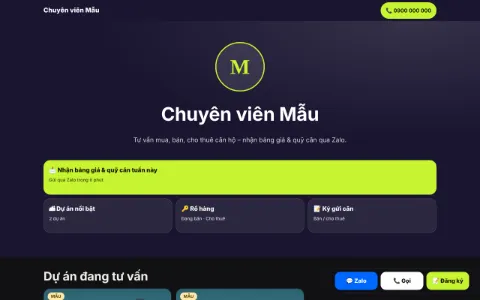 Chuyên viên Mẫu
📞 0900 000 000
M
Chuyên viên Mẫu
Tư vấn mua, bán, cho thuê căn hộ – nhận bảng giá & quỹ căn qua Zalo.
📩 Nhận bảng giá & quỹ căn tuần này
Gửi qua Zalo trong ít phút
🏙 Dự án nổi bật
2 dự án
🔑 Rổ hàng
Đang bán · Cho thuê
📝 Ký gửi căn
Bán / cho thuê
Dự án đang tư vấn
💬 Zalo
📞 Gọi
📝 Đăng ký
MẪU
MẪU